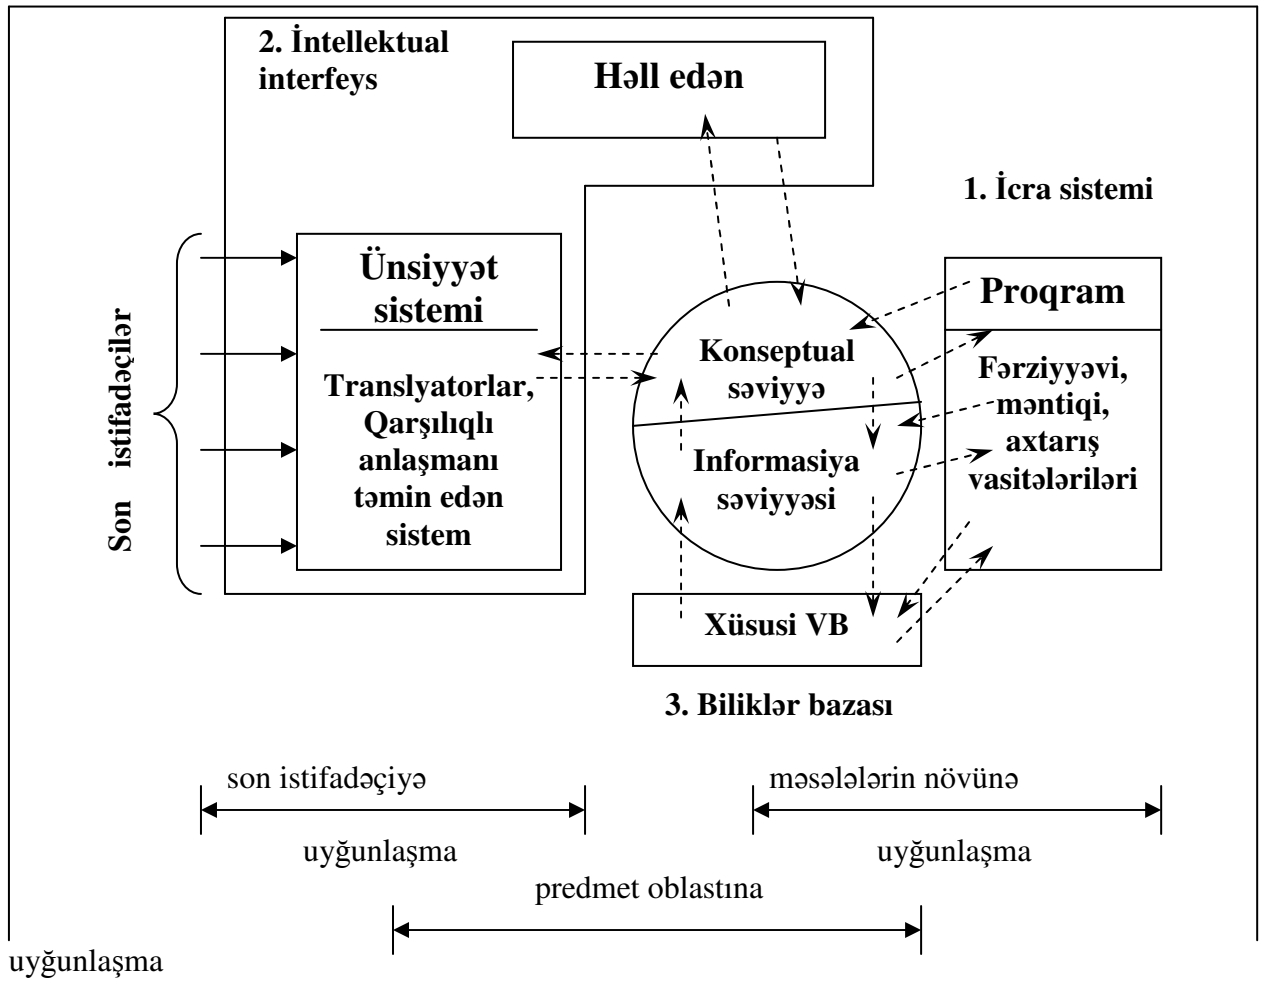 2. İntellektual
interfeys
Həll edən
1. İcra sistemi
Son istifadəçilər
Ünsiyyət
sistemi
Translyatorlar,
Qarşılıqlı
anlaşmanı
təmin edən
sistem
Konseptual
səviyyə
Informasiya
səviyyəsi
Proqram
Fərziyyəvi,
məntiqi,
axtarış
vasitələriləri
Xüsusi VB
3. Biliklər bazası
son istifadəçiyə
uyğunlaşma
məsələlərin növünə
uyğunlaşma
predmet oblastına
uyğunlaşma